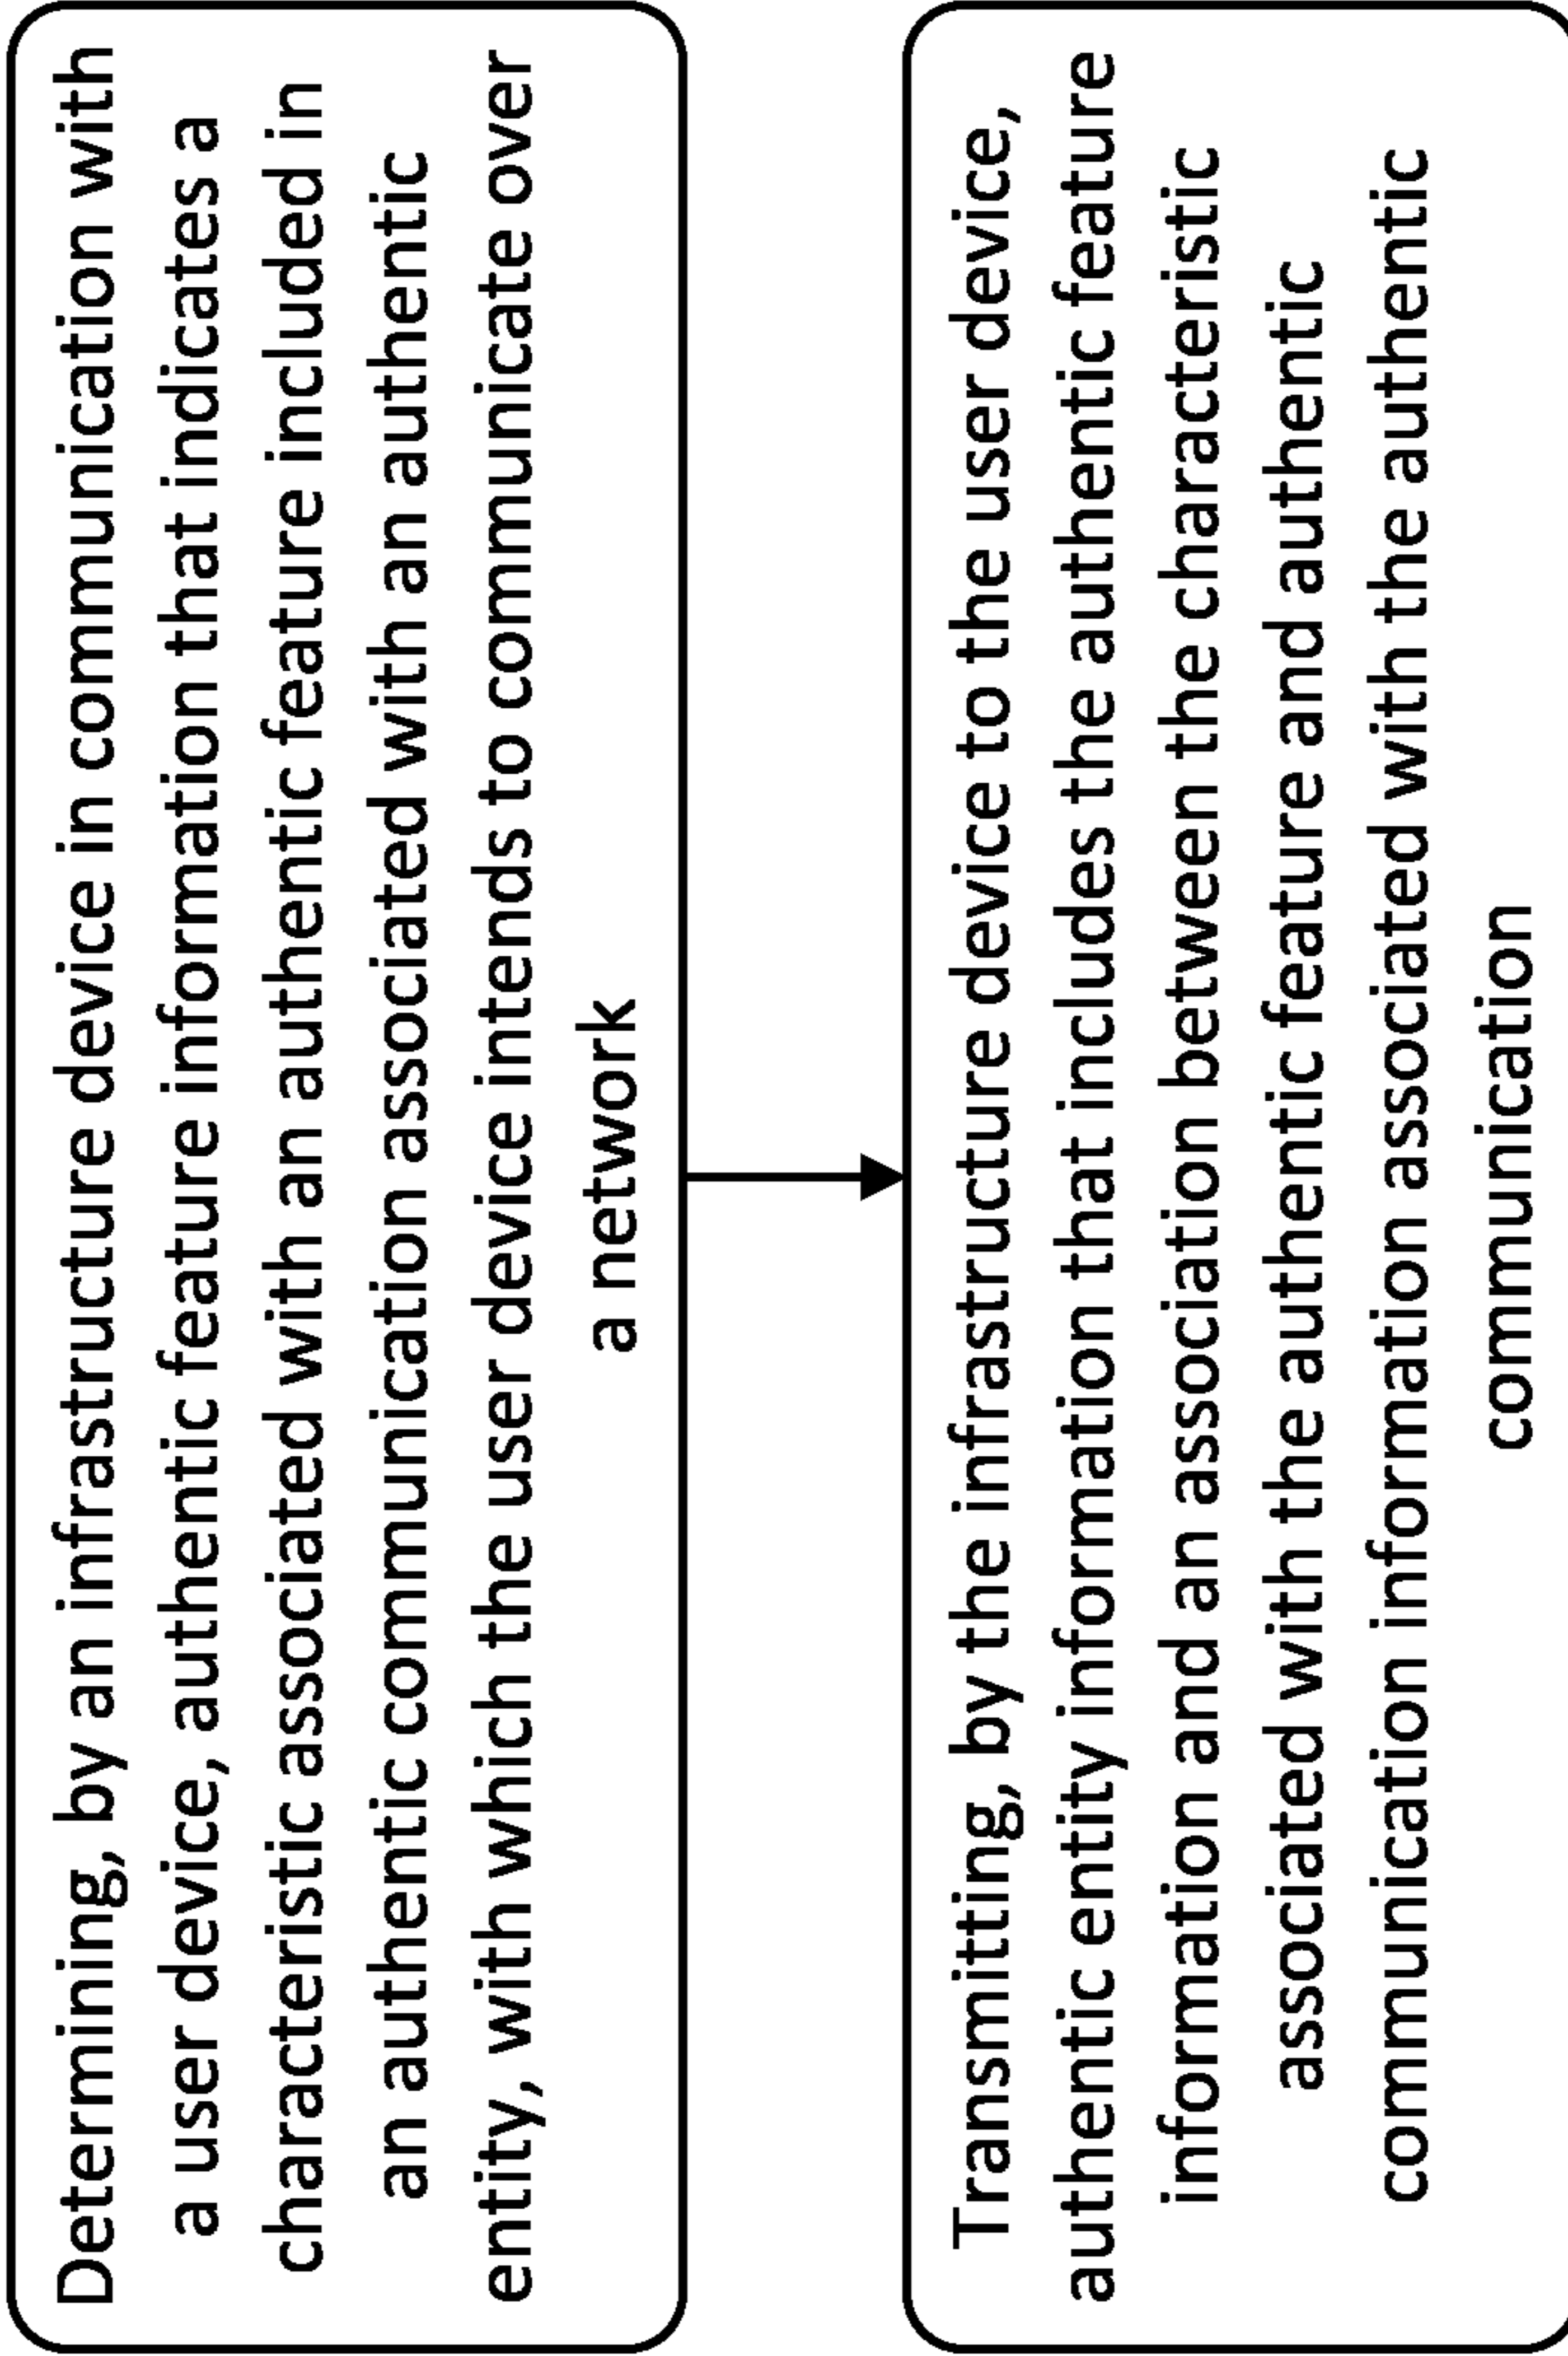 Determining, by an infrastructure device in communication with
a user device, authentic feature information that indicates a
characteristic associated with an authentic feature included in
an authentic communication associated with an authentic
entity, with which the user device intends to communicate over
a network
Transmitting, by the infrastructure device to the user device,
authentic entity information that includes the authentic feature
information and an association between the characteristic
associated with the authentic feature and authentic
communication information associated with the authentic
communication